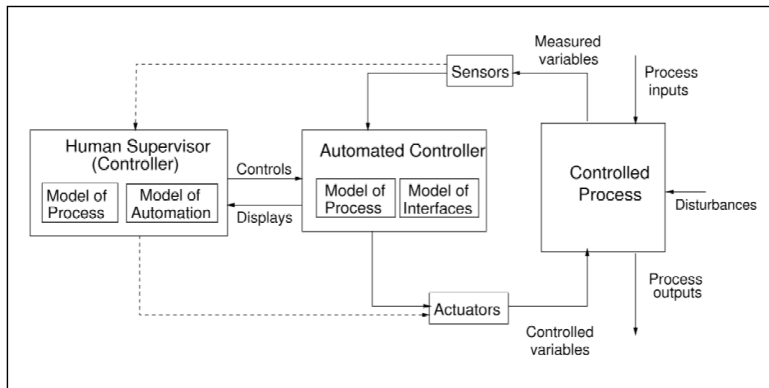 Measured
variables
Sensors
Process
inputs
Human Supervisor
(Controller)
Model of
Process
Model of
Automation
Controls
Displays
Automated Controller
Model of
Process
Model of
Interfaces
Controlled
Process
Disturbances
Actuators
Controlled
variables
Process
outputs